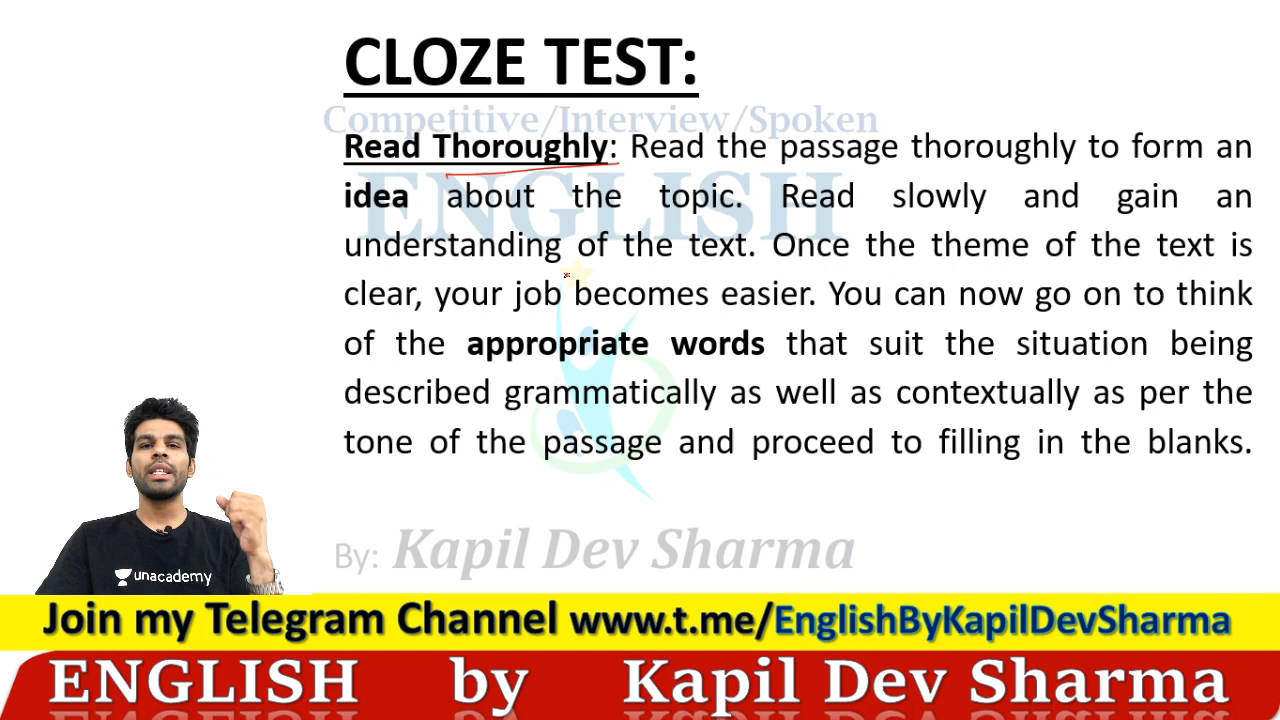 CLOZE TEST:
Competitive/Interview/Spoken
Read Thoroughly: Read the passage thoroughly to form an
idea about the topic. Read slowly and gain an
ENGLISH
understanding of the text. Once the theme of the text is
clear, your job becomes easier. You can now go on to think
of the appropriate words that suit the situation being
described grammatically as well as contextually as per the
tone of the passage and proceed to filling in the blanks.
By: Kapil Dev Sharma
unacademy
Join my Telegram Channel www.t.me/EnglishByKapilDevSharma
ENGLISH by Kapil Dev Sharma